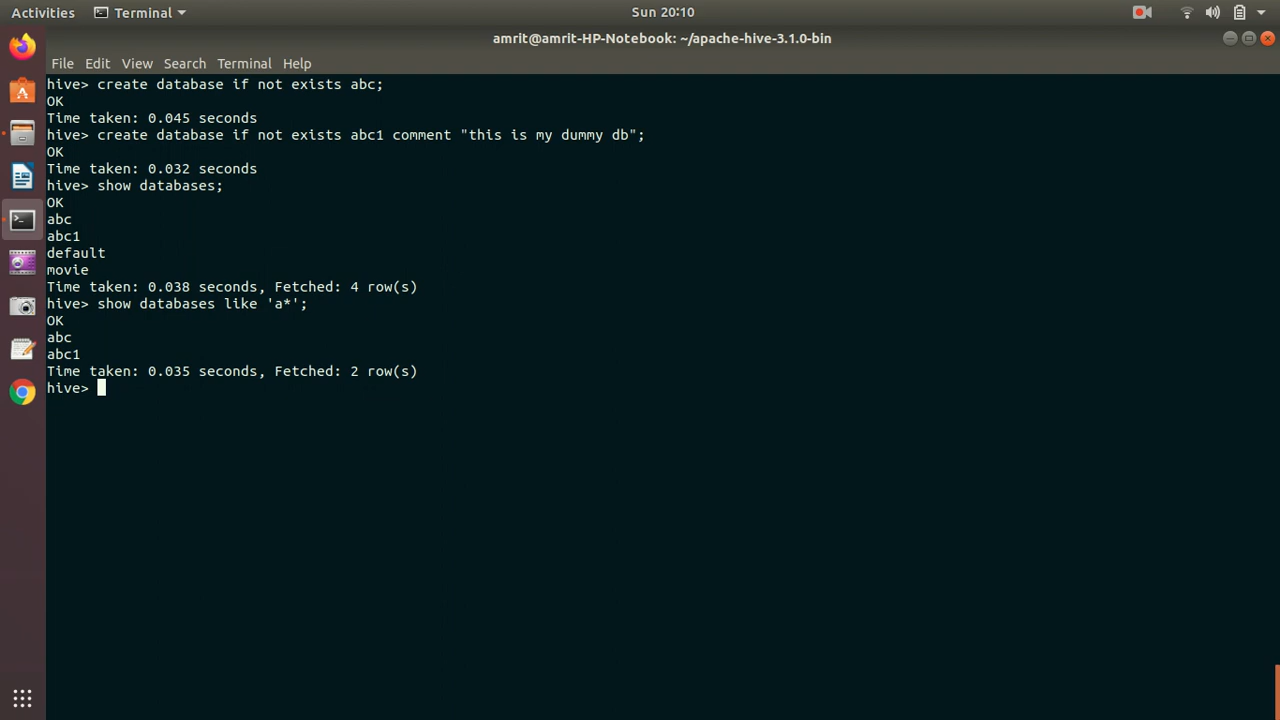 Activities
Terminal
Sun 20:10
amrit@amrit-HP-Notebook: ~/apache-hive-3.1.0-bin
File Edit View Search Terminal Help
hive> create database if not exists abc;
OK
Time taken: 0.045 seconds
hive> create database if not exists abc1 comment "this is my dummy db";
OK
Time taken: 0.032 seconds
hive> show databases;
OK
abc
abc1
default
movie
Time taken: 0.038 seconds, Fetched: 4 row(s)
hive> show databases like 'a*';
OK
abc
abc1
Time taken: 0.035 seconds, Fetched: 2 row(s)
hive>